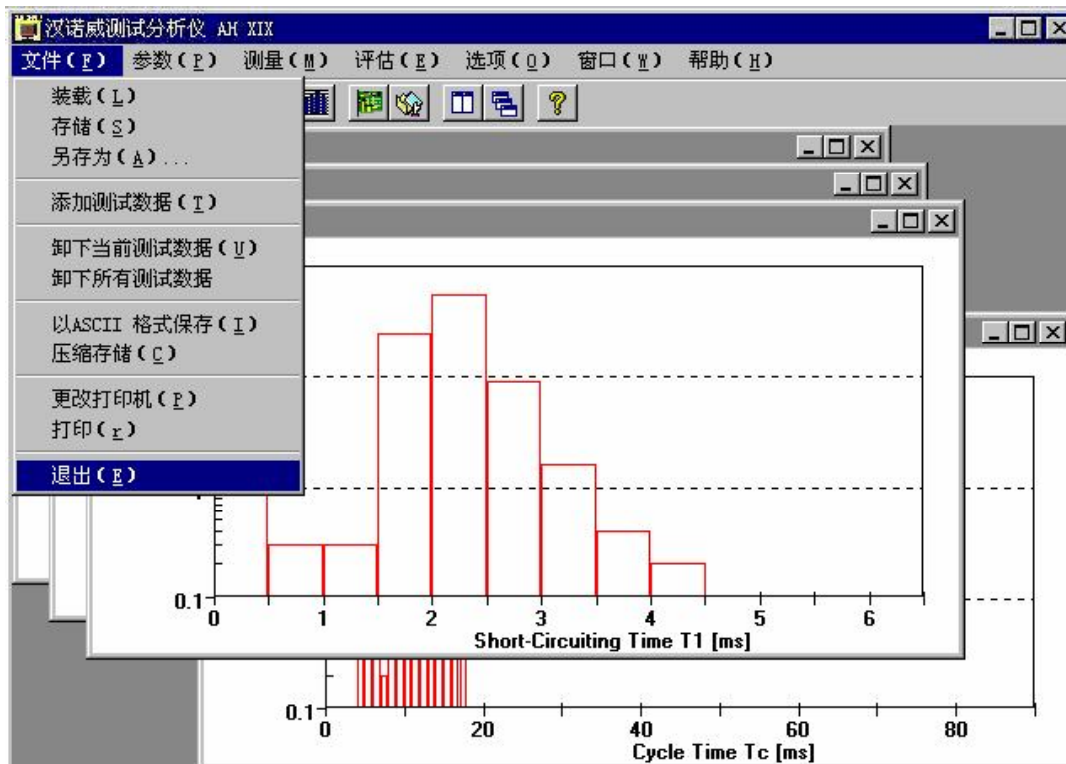 汉诺威测试分析仪 AH XIX
文件(F) 参数(P) 测量(M) 评估(E) 选项(O) 窗口(W) 帮助(H)
装载(L)
存储(S)
另存为(A)...
添加测试数据(T)
卸下当前测试数据(U)
卸下所有测试数据
以ASCII 格式保存(I)
压缩存储(C)
更改打印机(P)
打印(r)
退出(E)
0.1
0 1 2 3 4 5 6
Short-Circuiting Time T1 [ms]
0.1
0 20 40 60 80
Cycle Time Tc [ms]